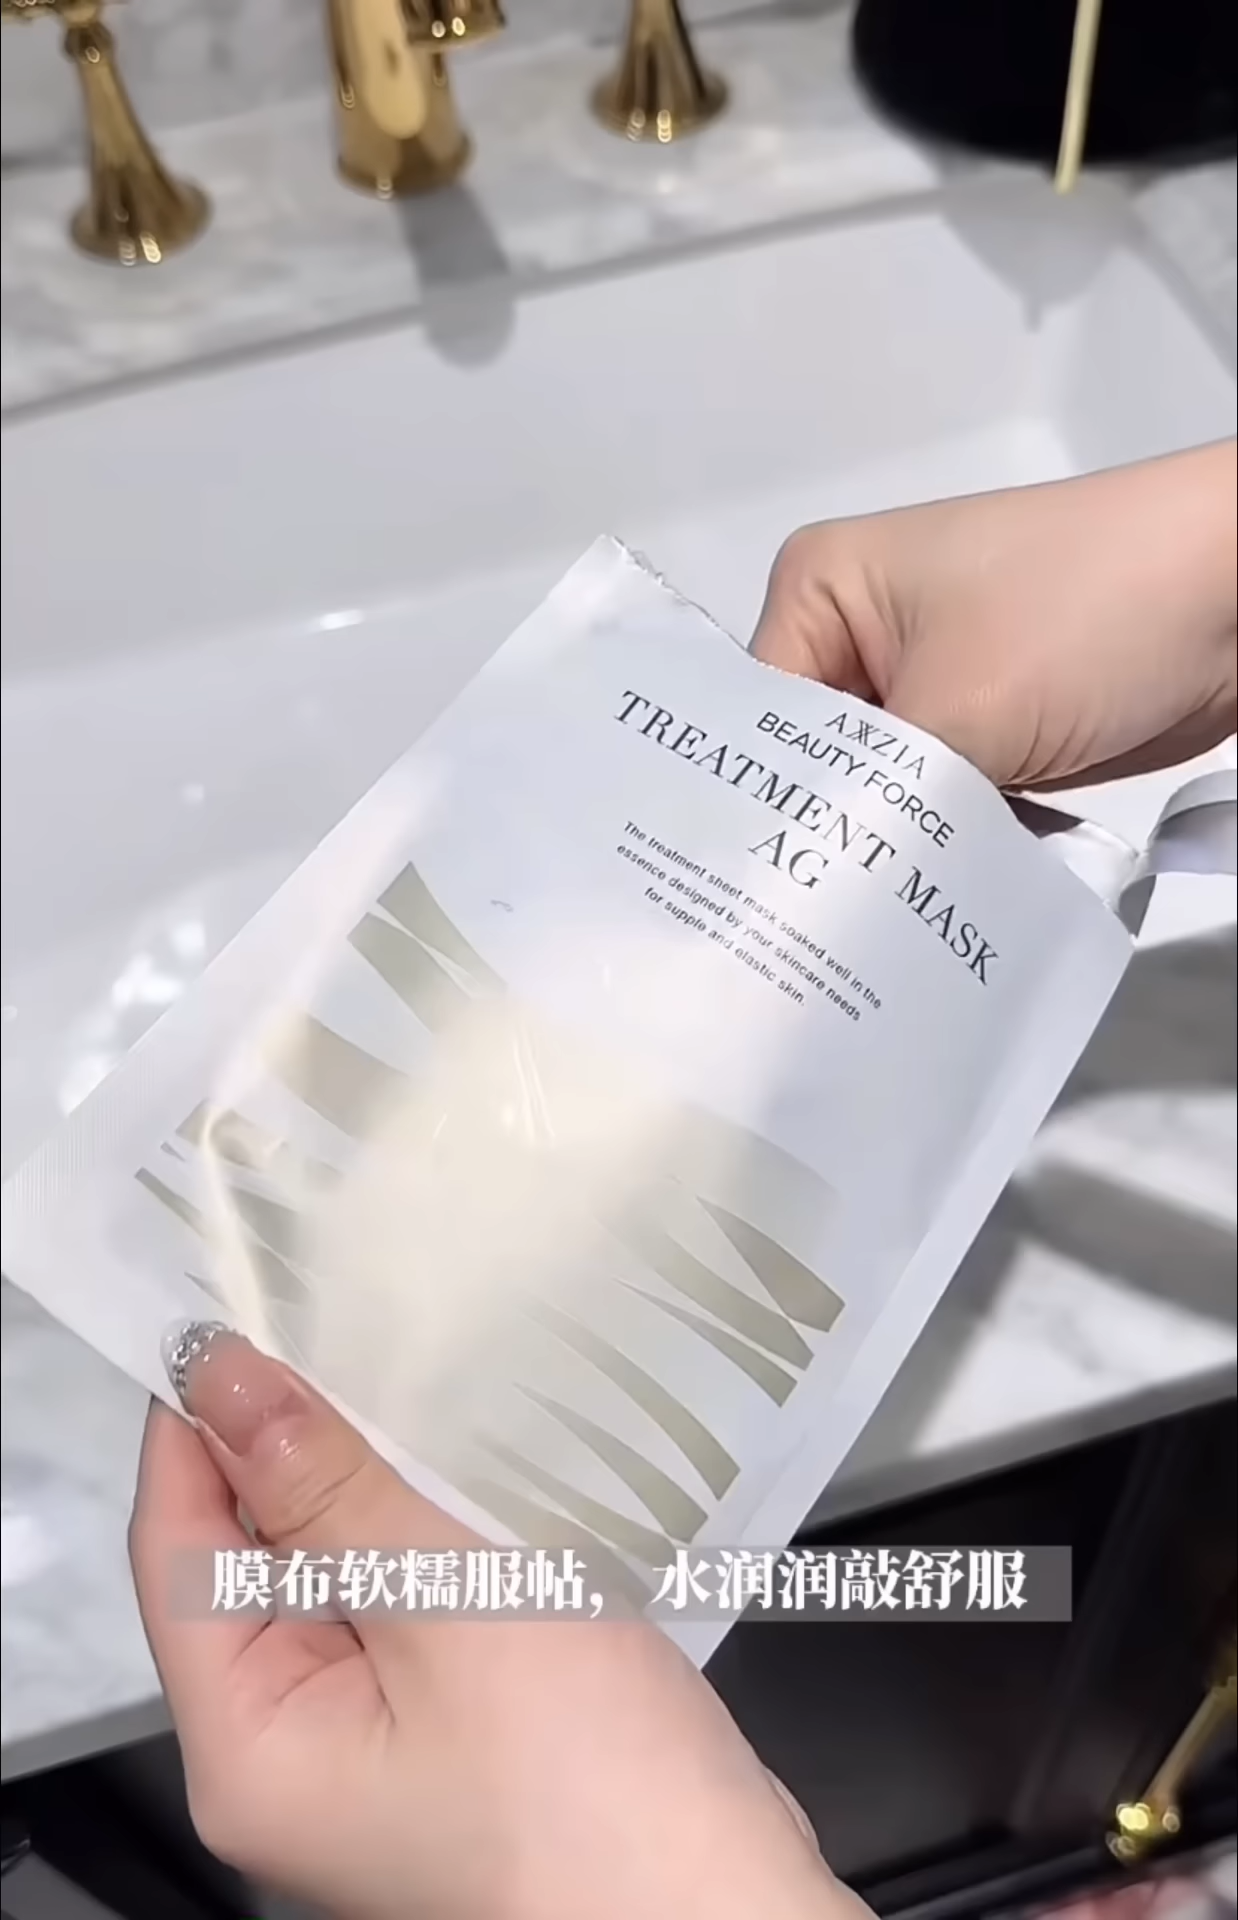 AXXZIA
BEAUTY FORCE
TREATMENT MASK
AG
The treatment sheet mask soaked well in the
essence designed by your skincare needs
for supple and elastic skin.
膜布软糯服帖，水润润敲舒服